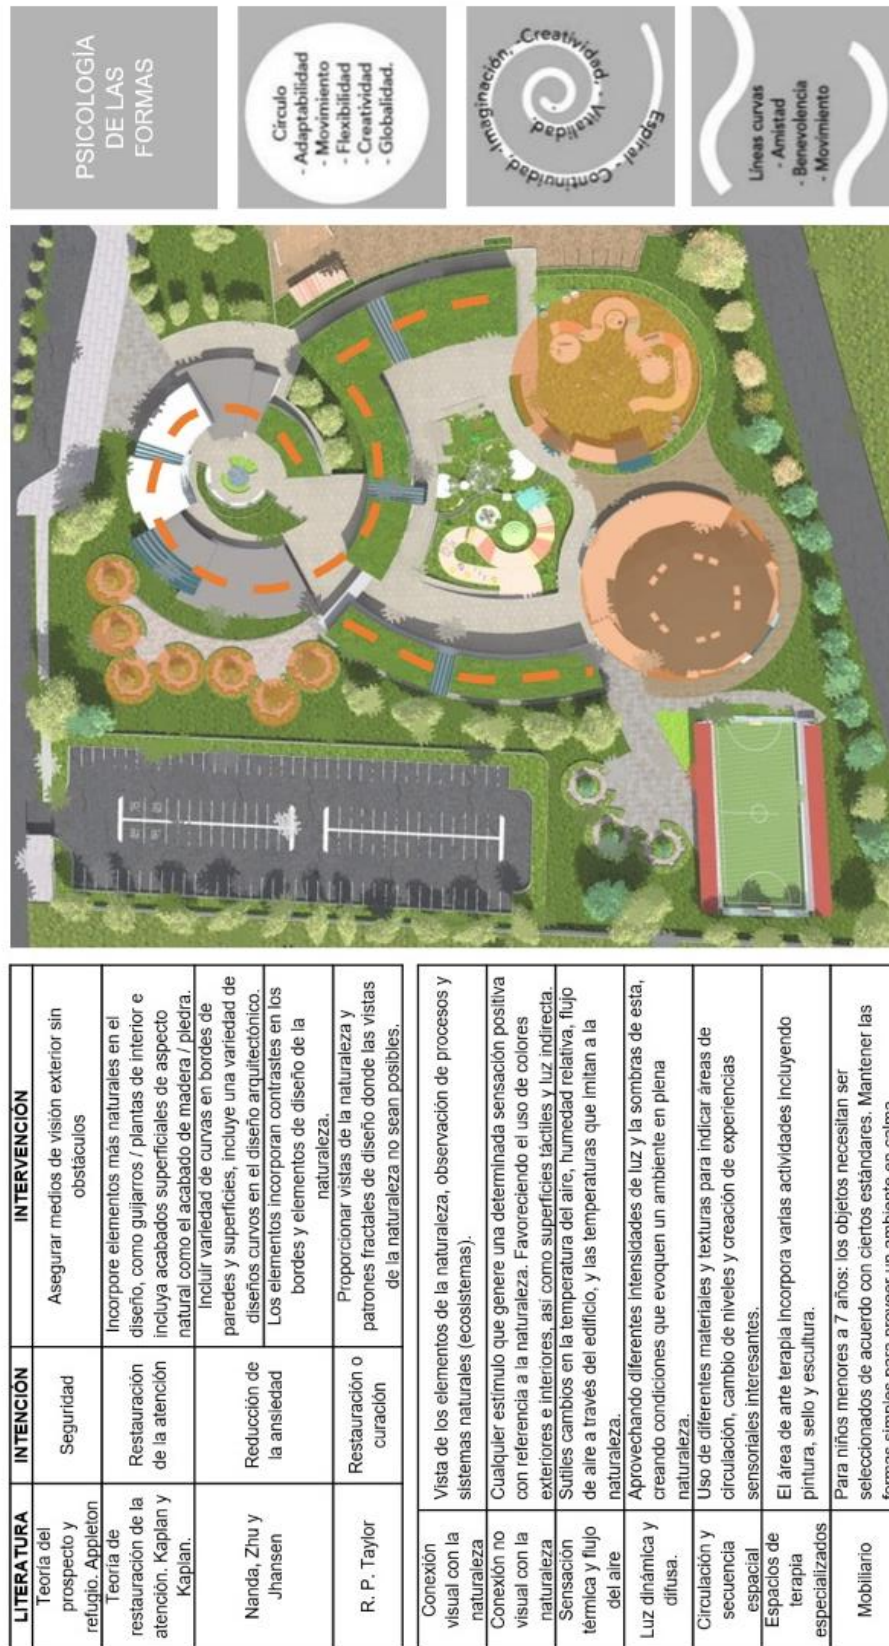 LITERATURA
INTENCIÓN
INTERVENCIÓN
Teoría del
prospecto y
refugio. Appleton
Seguridad
Asegurar medios de visión exterior sin
obstáculos
Teoría de
restauración de la
atención. Kaplan y
Kaplan.
Restauración
de la atención
Incorpore elementos más naturales en el
diseño, como guijarros / plantas de interior e
incluya acabados superficiales de aspecto
natural como el acabado de madera / piedra.
Nanda, Zhu y
Jhansen
Reducción de
la ansiedad
Incluir variedad de curvas en bordes de
paredes y superficies, incluye una variedad de
diseños curvos en el diseño arquitectónico.
Los elementos incorporan contrastes en los
bordes y elementos de diseño de la
naturaleza.
R. P. Taylor
Restauración o
curación
Proporcionar vistas de la naturaleza y
patrones fractales de diseño donde las vistas
de la naturaleza no sean posibles.
Conexión
visual con la
naturaleza
Vista de los elementos de la naturaleza, observación de procesos y
sistemas naturales (ecosistemas).
Conexión no
visual con la
naturaleza
Cualquier estímulo que genere una determinada sensación positiva
con referencia a la naturaleza. Favoreciendo el uso de colores
exteriores e interiores, así como superficies táctiles y luz indirecta.
Sensación
térmica y flujo
del aire
Sutiles cambios en la temperatura del aire, humedad relativa, flujo
de aire a través del edificio, y las temperaturas que imitan a la
naturaleza.
Luz dinámica y
difusa.
Aprovechando diferentes intensidades de luz y la sombras de esta,
creando condiciones que evoquen un ambiente en plena
naturaleza.
Circulación y
secuencia
espacial
Uso de diferentes materiales y texturas para indicar áreas de
circulación, cambio de niveles y creación de experiencias
sensoriales interesantes.
Espacios de
terapia
especializados
El área de arte terapia incorpora varias actividades incluyendo
pintura, sello y escultura.
Mobiliario
Para niños menores a 7 años: los objetos necesitan ser
seleccionados de acuerdo con ciertos estándares. Mantener las
formas simples para proveer un ambiente en calma
PSICOLOGÍA
DE LAS
FORMAS
Círculo
- Adaptabilidad
- Movimiento
- Flexibilidad
- Creatividad
- Globalidad.
Espiral - Continuidad. -Imaginación. -Creatividad. - Vitalidad.
Líneas curvas
- Amistad
- Benevolencia
- Movimiento